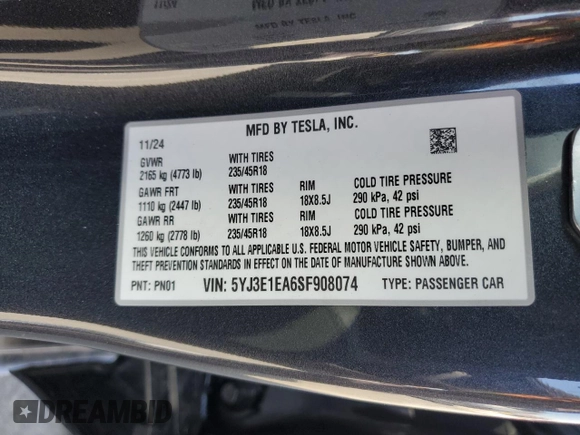 MFD BY TESLA, INC.
11/24
GVWR WITH TIRES
2165 kg (4773 lb) 235/45R18
GAWR FRT WITH TIRES RIM COLD TIRE PRESSURE
1110 kg (2447 lb) 235/45R18 18X8.5J 290 kPa, 42 psi
GAWR RR WITH TIRES RIM COLD TIRE PRESSURE
1260 kg (2778 lb) 235/45R18 18X8.5J 290 kPa, 42 psi
THIS VEHICLE CONFORMS TO ALL APPLICABLE U.S. FEDERAL MOTOR VEHICLE SAFETY, BUMPER, AND
THEFT PREVENTION STANDARDS IN EFFECT ON THE DATE OF MANUFACTURE SHOWN ABOVE.
PNT: PN01 VIN: 5YJ3E1EA6SF908074 TYPE: PASSENGER CAR
DREAMBID